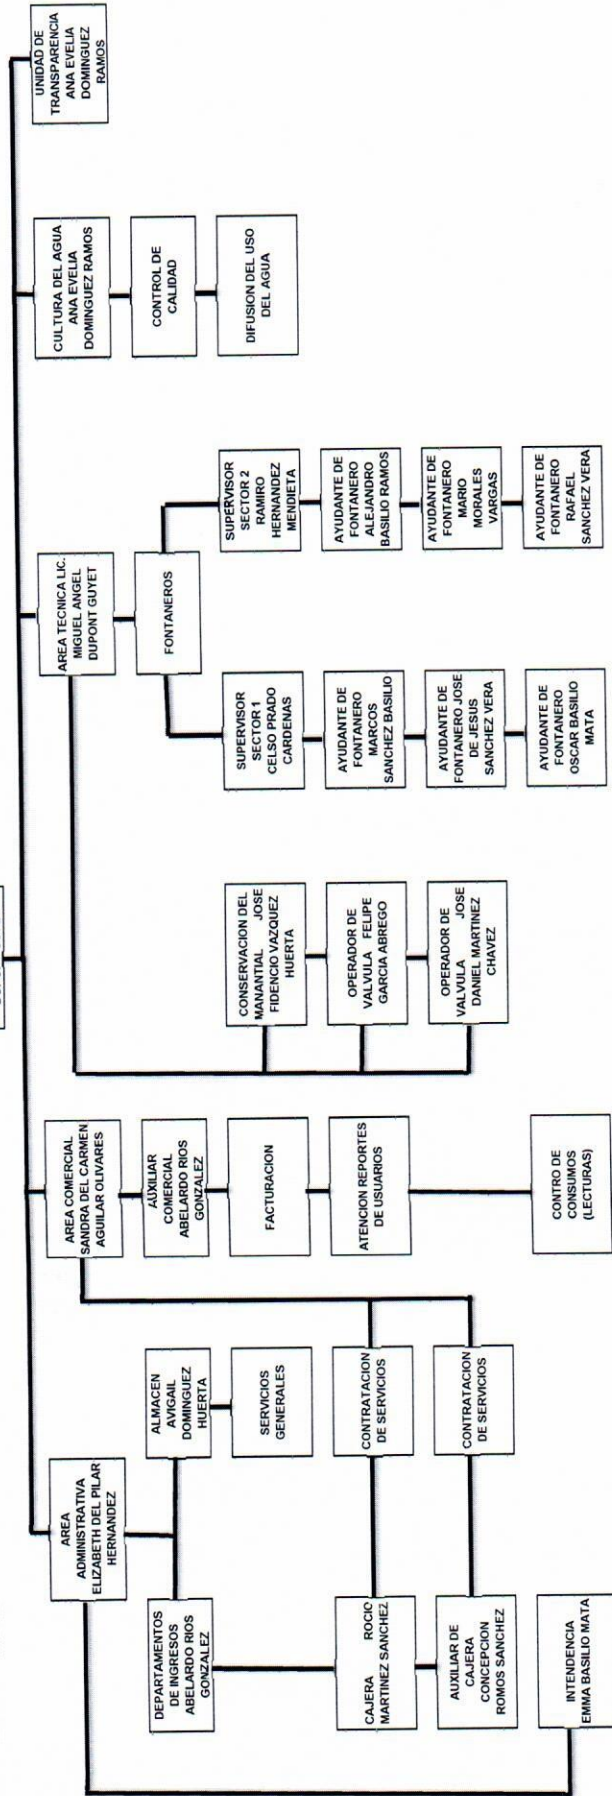 UNIDAD DE
TRANSPARENCIA
ANA EVELIA
DOMINGUEZ
RAMOS
CULTURA DEL AGUA
ANA EVELIA
DOMINGUEZ RAMOS
CONTROL DE
CALIDAD
DIFUSION DEL USO
DEL AGUA
AREA TECNICA LIC.
MIGUEL ANGEL
DUPONT GUYET
FONTANEROS
SUPERVISOR
SECTOR 2
RAMIRO
HERNANDEZ
MENDIETA
AYUDANTE DE
FONTANERO
ALEJANDRO
BASILIO RAMOS
AYUDANTE DE
FONTANERO
MARIO
MORALES
VARGAS
AYUDANTE DE
FONTANERO
RAFAEL
SANCHEZ VERA
SUPERVISOR
SECTOR 1
CELSO PRADO
CARDENAS
AYUDANTE DE
FONTANERO
MARCOS
SANCHEZ BASILIO
AYUDANTE DE
FONTANERO JOSE
DE JESUS
SANCHEZ VERA
AYUDANTE DE
FONTANERO
OSCAR BASILIO
MATA
CONSERVACION DEL
MANANTIAL JOSE
FIDENCIO VAZQUEZ
HUERTA
OPERADOR DE
VALVULA FELIPE
GARCIA ABREGO
OPERADOR DE
VALVULA JOSE
DANIEL MARTINEZ
CHAVEZ
AREA COMERCIAL
SANDRA DEL CARMEN
AGUILAR OLIVARES
AUXILIAR
COMERCIAL
ABELARDO RIOS
GONZALEZ
FACTURACION
ATENCION REPORTES
DE USUARIOS
CONTRO DE
CONSUMOS
(LECTURAS)
AREA
ADMINISTRATIVA
ELIZABETH DEL PILAR
HERNANDEZ
ALMACEN
AVIGAIL
DOMINGUEZ
HUERTA
SERVICIOS
GENERALES
CONTRATACION
DE SERVICIOS
CONTRATACION
DE SERVICIOS
DEPARTAMENTOS
DE INGRESOS
ABELARDO RIOS
GONZALEZ
CAJERA ROCIO
MARTINEZ SANCHEZ
AUXILIAR DE
CAJERA
CONCEPCION
ROMOS SANCHEZ
INTENDENCIA
EMMA BASILIO MATA